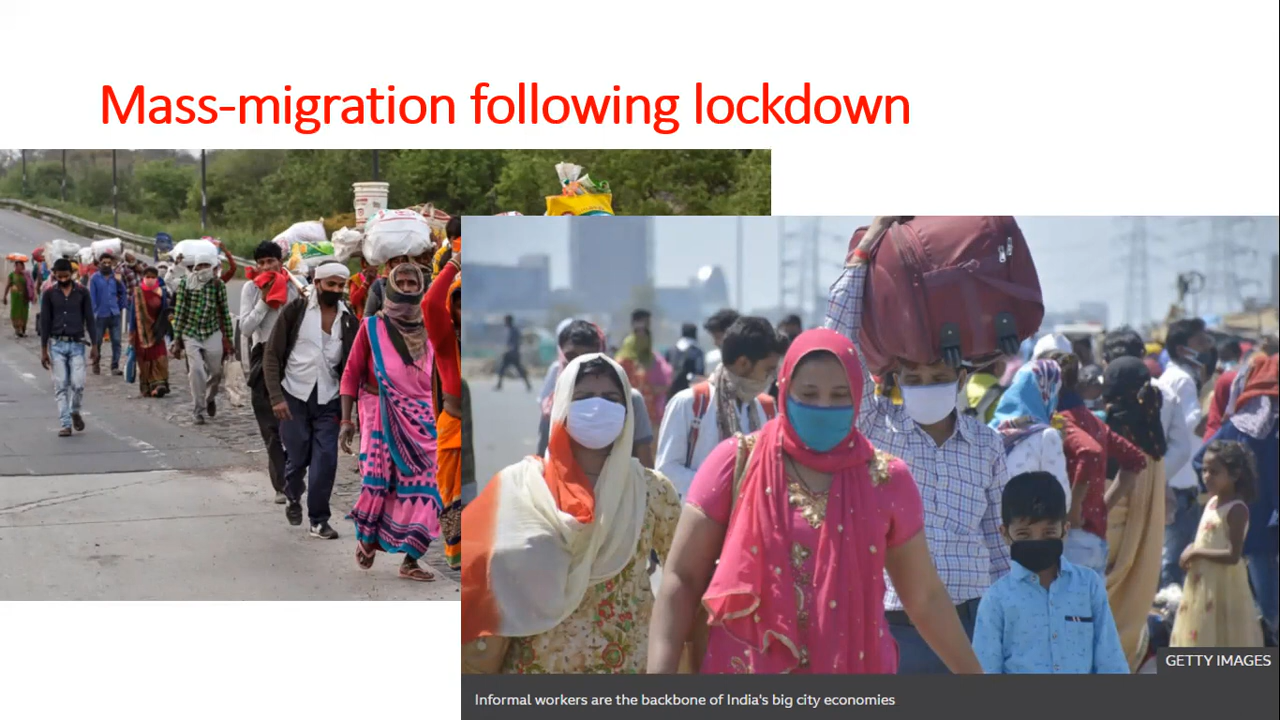 Mass-migration following lockdown
GETTY IMAGES
Informal workers are the backbone of India's big city economies